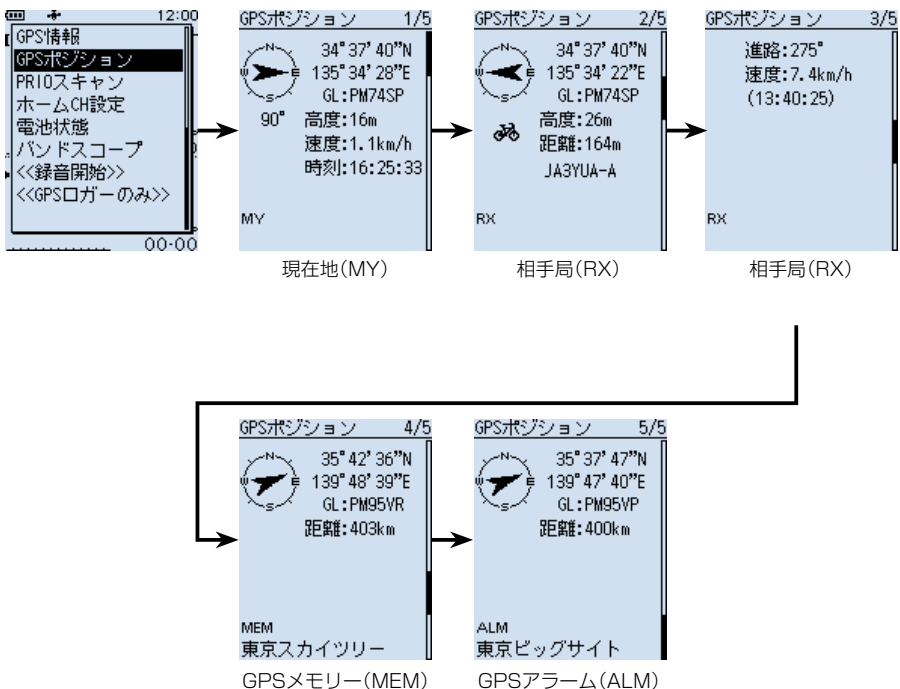 12:00
GPS情報
GPSポジション
PRIOスキャン
ホームCH設定
電池状態
バンドスコープ
<<録音開始>>
<<GPSロガーのみ>>
00-00
GPSポジション 1/5
N
W E
S
34°37'40"N
135°34'28"E
GL:PM74SP
90° 高度:16m
速度:1.1km/h
時刻:16:25:33
MY
現在地(MY)
GPSポジション 2/5
N
W E
S
34°37'40"N
135°34'22"E
GL:PM74SP
高度:26m
距離:164m
JA3YUA-A
RX
相手局(RX)
GPSポジション 3/5
進路:275°
速度:7.4km/h
(13:40:25)
RX
相手局(RX)
GPSポジション 4/5
N
W E
S
35°42'36"N
139°48'39"E
GL:PM95VR
距離:403km
MEM
東京スカイツリー
GPSメモリー(MEM)
GPSポジション 5/5
N
W E
S
35°37'47"N
139°47'40"E
GL:PM95VP
距離:400km
ALM
東京ビッグサイト
GPSアラーム(ALM)